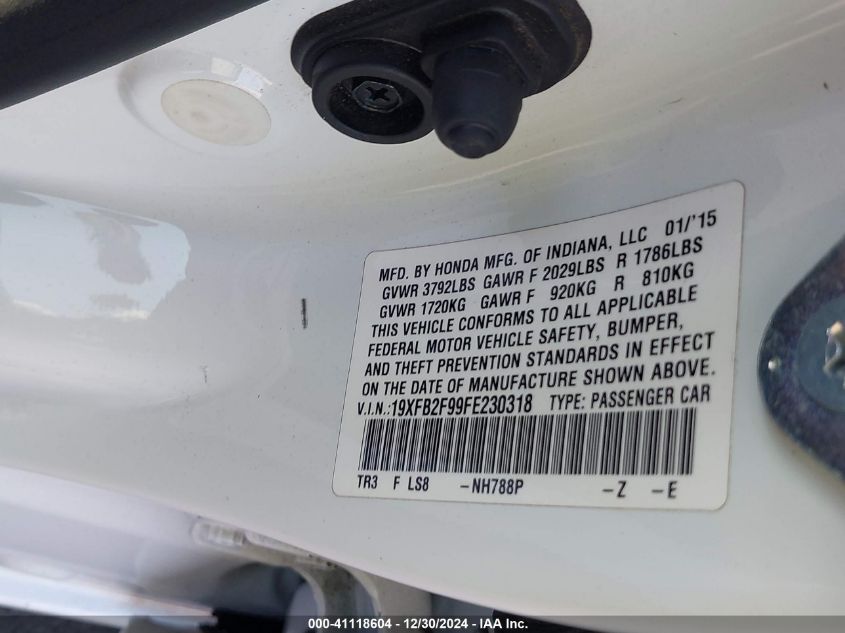 MFD. BY HONDA MFG. OF INDIANA, LLC 01/'15
GVWR 3792LBS GAWR F 2029LBS R 1786LBS
GVWR 1720KG GAWR F 920KG R 810KG
THIS VEHICLE CONFORMS TO ALL APPLICABLE
FEDERAL MOTOR VEHICLE SAFETY, BUMPER,
AND THEFT PREVENTION STANDARDS IN EFFECT
ON THE DATE OF MANUFACTURE SHOWN ABOVE.
V.I.N.:19XFB2F99FE230318 TYPE: PASSENGER CAR
TR3 F LS8 -NH788P -Z -E
000-41118604 - 12/30/2024 - IAA Inc.